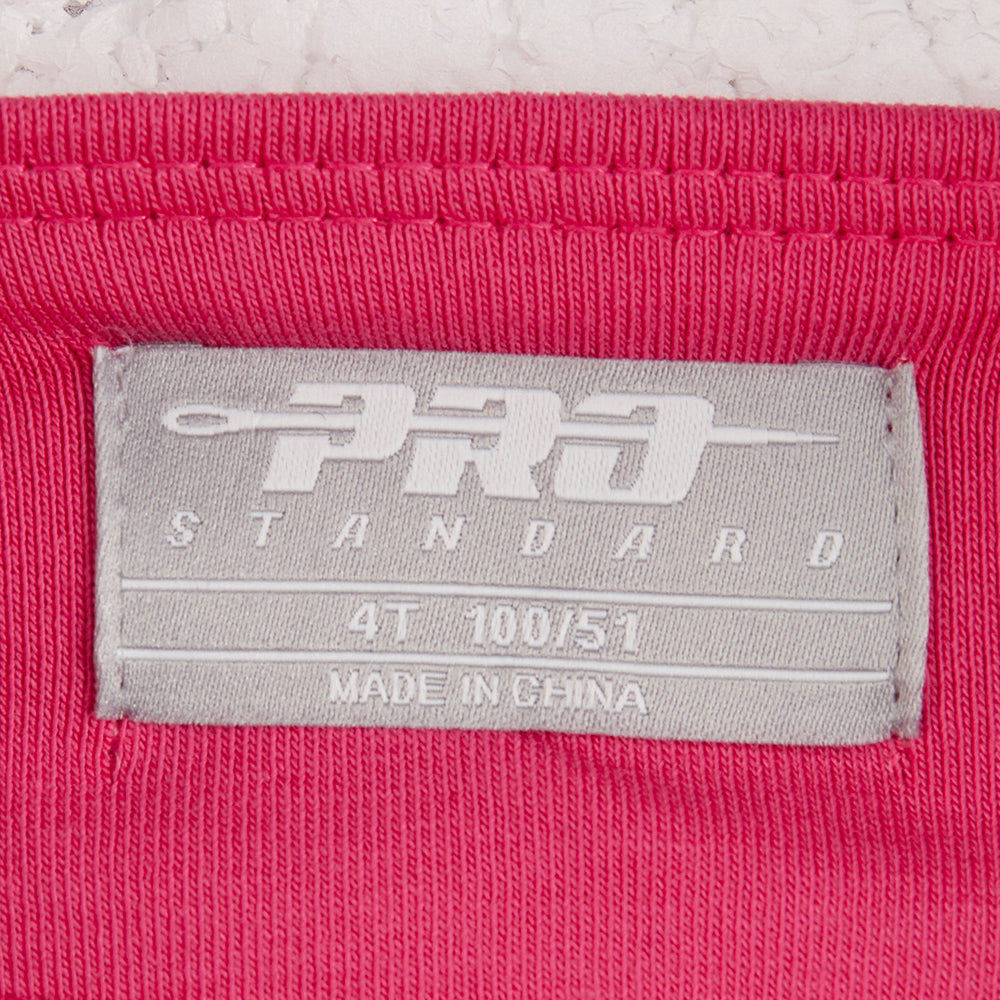 PRO
STANDARD
4T 100/51
MADE IN CHINA